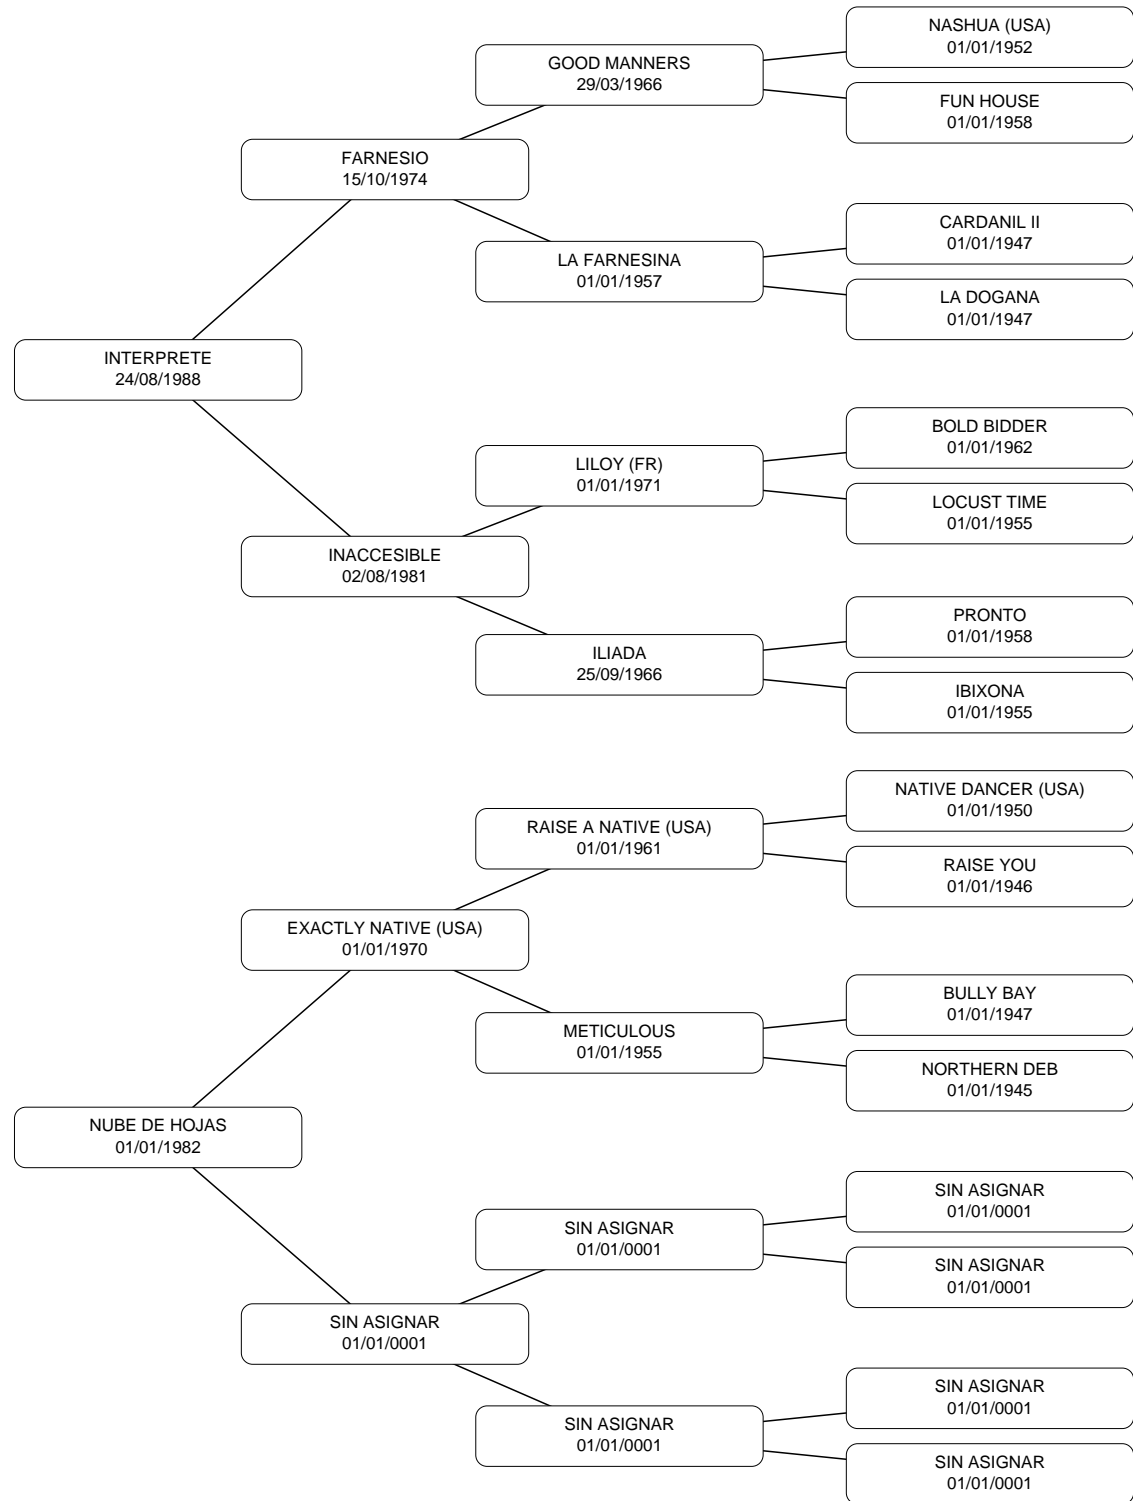 NASHUA (USA)
01/01/1952
GOOD MANNERS
29/03/1966
FUN HOUSE
01/01/1958
FARNESIO
15/10/1974
CARDANIL II
01/01/1947
LA FARNESINA
01/01/1957
LA DOGANA
01/01/1947
INTERPRETE
24/08/1988
BOLD BIDDER
01/01/1962
LILOY (FR)
01/01/1971
LOCUST TIME
01/01/1955
INACCESIBLE
02/08/1981
PRONTO
01/01/1958
ILIADA
25/09/1966
IBIXONA
01/01/1955
NATIVE DANCER (USA)
01/01/1950
RAISE A NATIVE (USA)
01/01/1961
RAISE YOU
01/01/1946
EXACTLY NATIVE (USA)
01/01/1970
BULLY BAY
01/01/1947
METICULOUS
01/01/1955
NORTHERN DEB
01/01/1945
NUBE DE HOJAS
01/01/1982
SIN ASIGNAR
01/01/0001
SIN ASIGNAR
01/01/0001
SIN ASIGNAR
01/01/0001
SIN ASIGNAR
01/01/0001
SIN ASIGNAR
01/01/0001
SIN ASIGNAR
01/01/0001
SIN ASIGNAR
01/01/0001